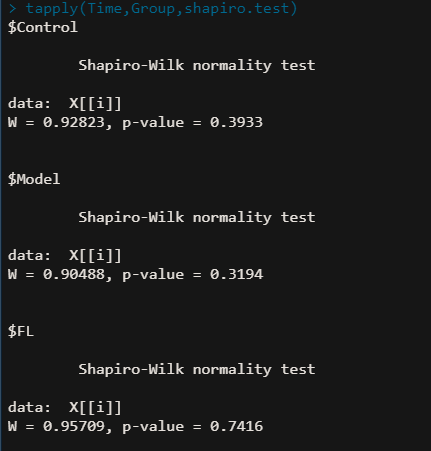 > tapply(Time,Group,shapiro.test)
$Control
Shapiro-Wilk normality test
data:  X[[i]]
W = 0.92823, p-value = 0.3933
$Model
Shapiro-Wilk normality test
data:  X[[i]]
W = 0.90488, p-value = 0.3194
$FL
Shapiro-Wilk normality test
data:  X[[i]]
W = 0.95709, p-value = 0.7416